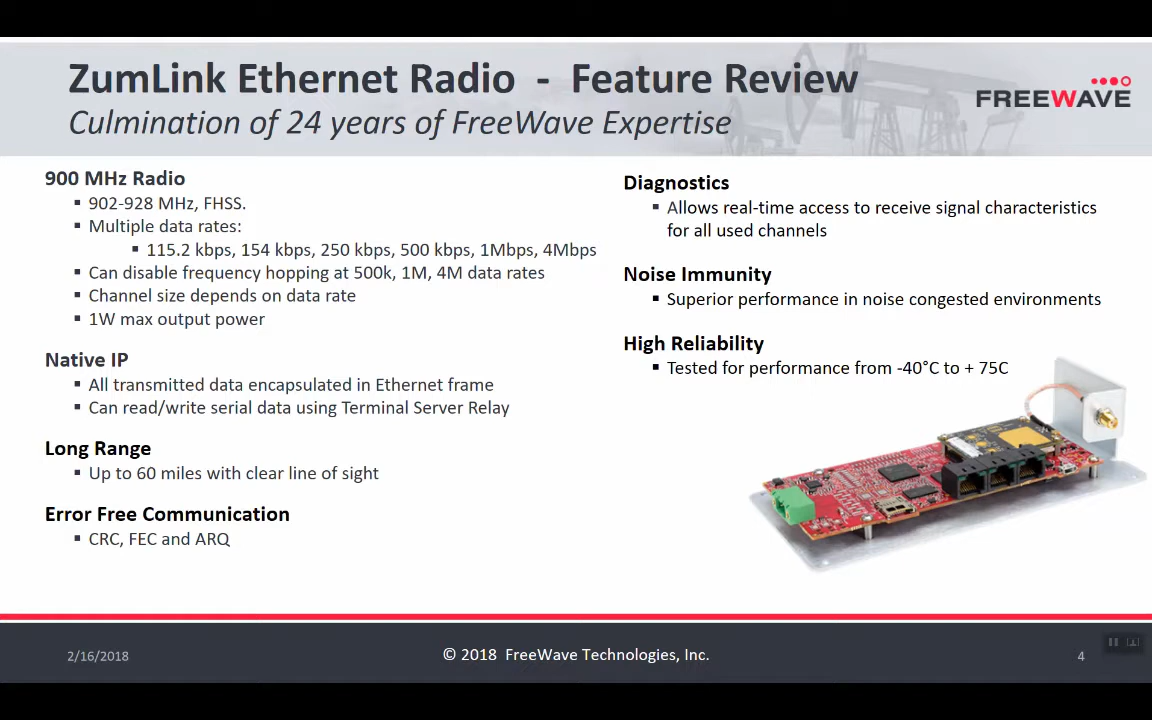 ZumLink Ethernet Radio - Feature Review
Culmination of 24 years of FreeWave Expertise
FREEWAVE
900 MHz Radio
▪ 902-928 MHz, FHSS.
▪ Multiple data rates:
▪ 115.2 kbps, 154 kbps, 250 kbps, 500 kbps, 1Mbps, 4Mbps
▪ Can disable frequency hopping at 500k, 1M, 4M data rates
▪ Channel size depends on data rate
▪ 1W max output power
Native IP
▪ All transmitted data encapsulated in Ethernet frame
▪ Can read/write serial data using Terminal Server Relay
Long Range
▪ Up to 60 miles with clear line of sight
Error Free Communication
▪ CRC, FEC and ARQ
Diagnostics
▪ Allows real-time access to receive signal characteristics
for all used channels
Noise Immunity
▪ Superior performance in noise congested environments
High Reliability
▪ Tested for performance from -40°C to + 75C
2/16/2018
© 2018 FreeWave Technologies, Inc.
4